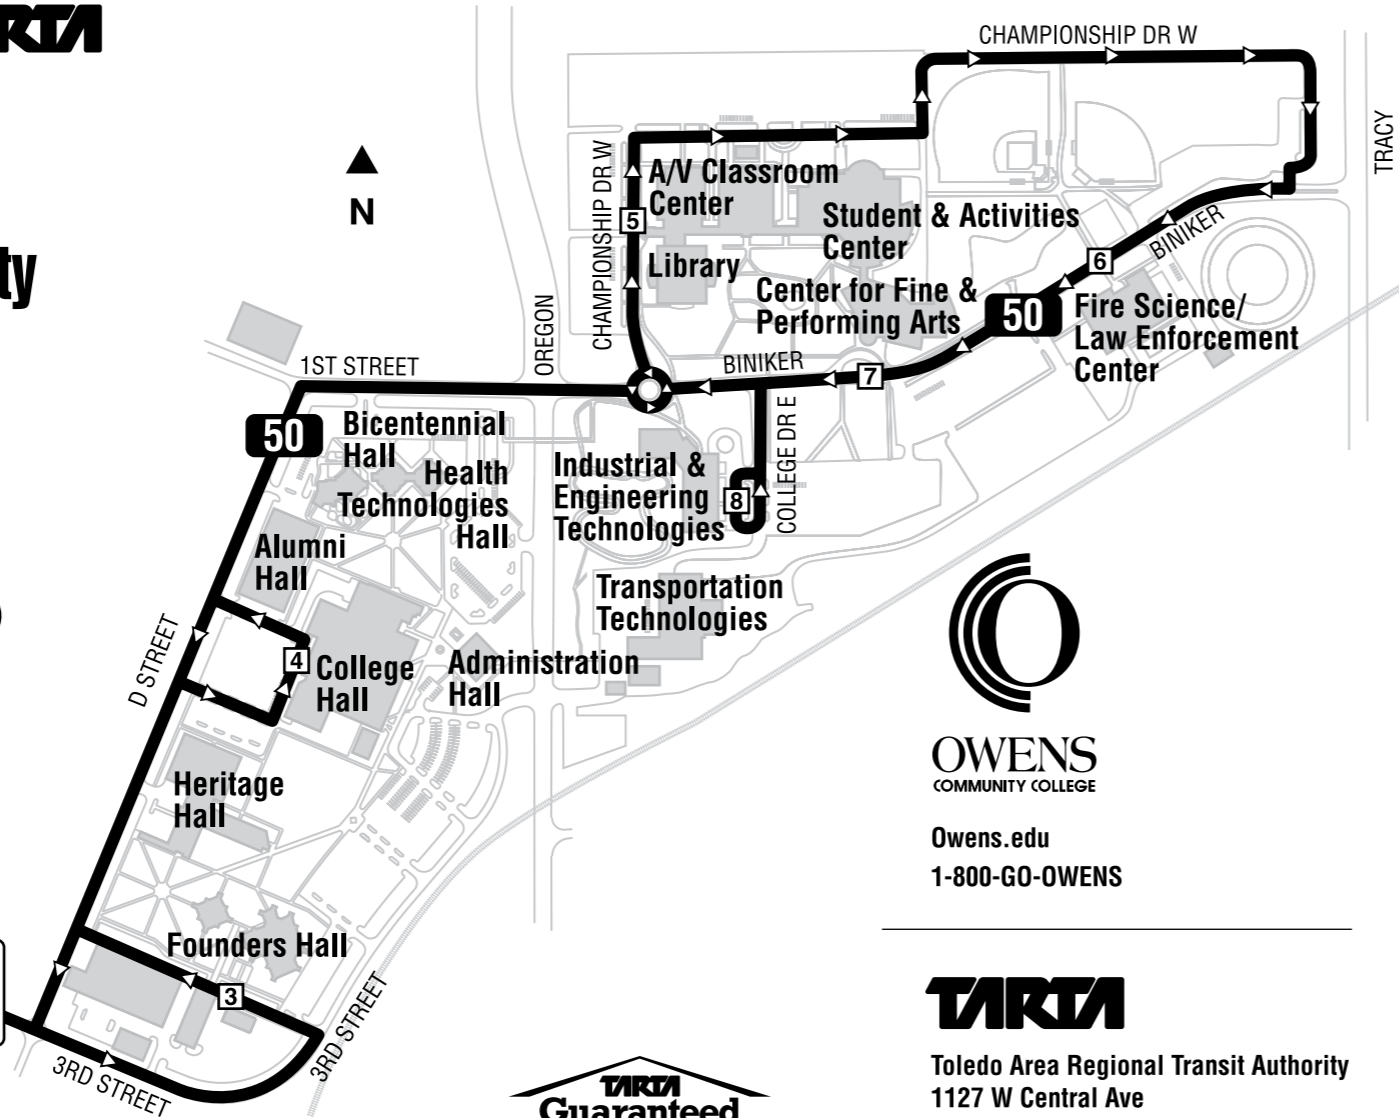 CHAMPIONSHIP DR W
TRACY
N
CHAMPIONSHIP DR W
A/V Classroom
Center
5
Student & Activities
Center
Library
BINIKER
6
Center for Fine &
Performing Arts
50
Fire Science/
Law Enforcement
Center
OREGON
1ST STREET
BINIKER
7
50
Bicentennial
Hall
Health
Technologies
Hall
Industrial &
Engineering
Technologies
8
COLLEGE DR E
Alumni
Hall
Transportation
Technologies
D STREET
4
College
Hall
Administration
Hall
OWENS
COMMUNITY COLLEGE
Heritage
Hall
Owens.edu
1-800-GO-OWENS
Founders Hall
3
3RD STREET
3RD STREET
TARTA
Guaranteed
TARTA
Toledo Area Regional Transit Authority
1127 W Central Ave